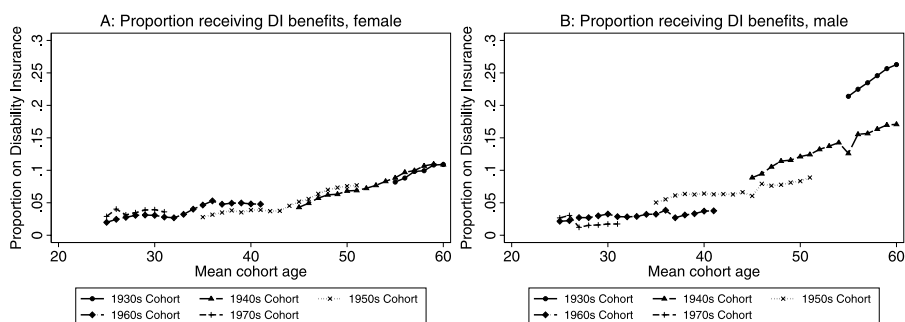 A: Proportion receiving DI benefits, female
Proportion on Disability Insurance
.3
.25
.2
.15
.1
.05
0
20
30
40
50
60
Mean cohort age
1930s Cohort
1940s Cohort
1950s Cohort
1960s Cohort
1970s Cohort
B: Proportion receiving DI benefits, male
Proportion on Disability Insurance
.3
.25
.2
.15
.1
.05
0
20
30
40
50
60
Mean cohort age
1930s Cohort
1940s Cohort
1950s Cohort
1960s Cohort
1970s Cohort